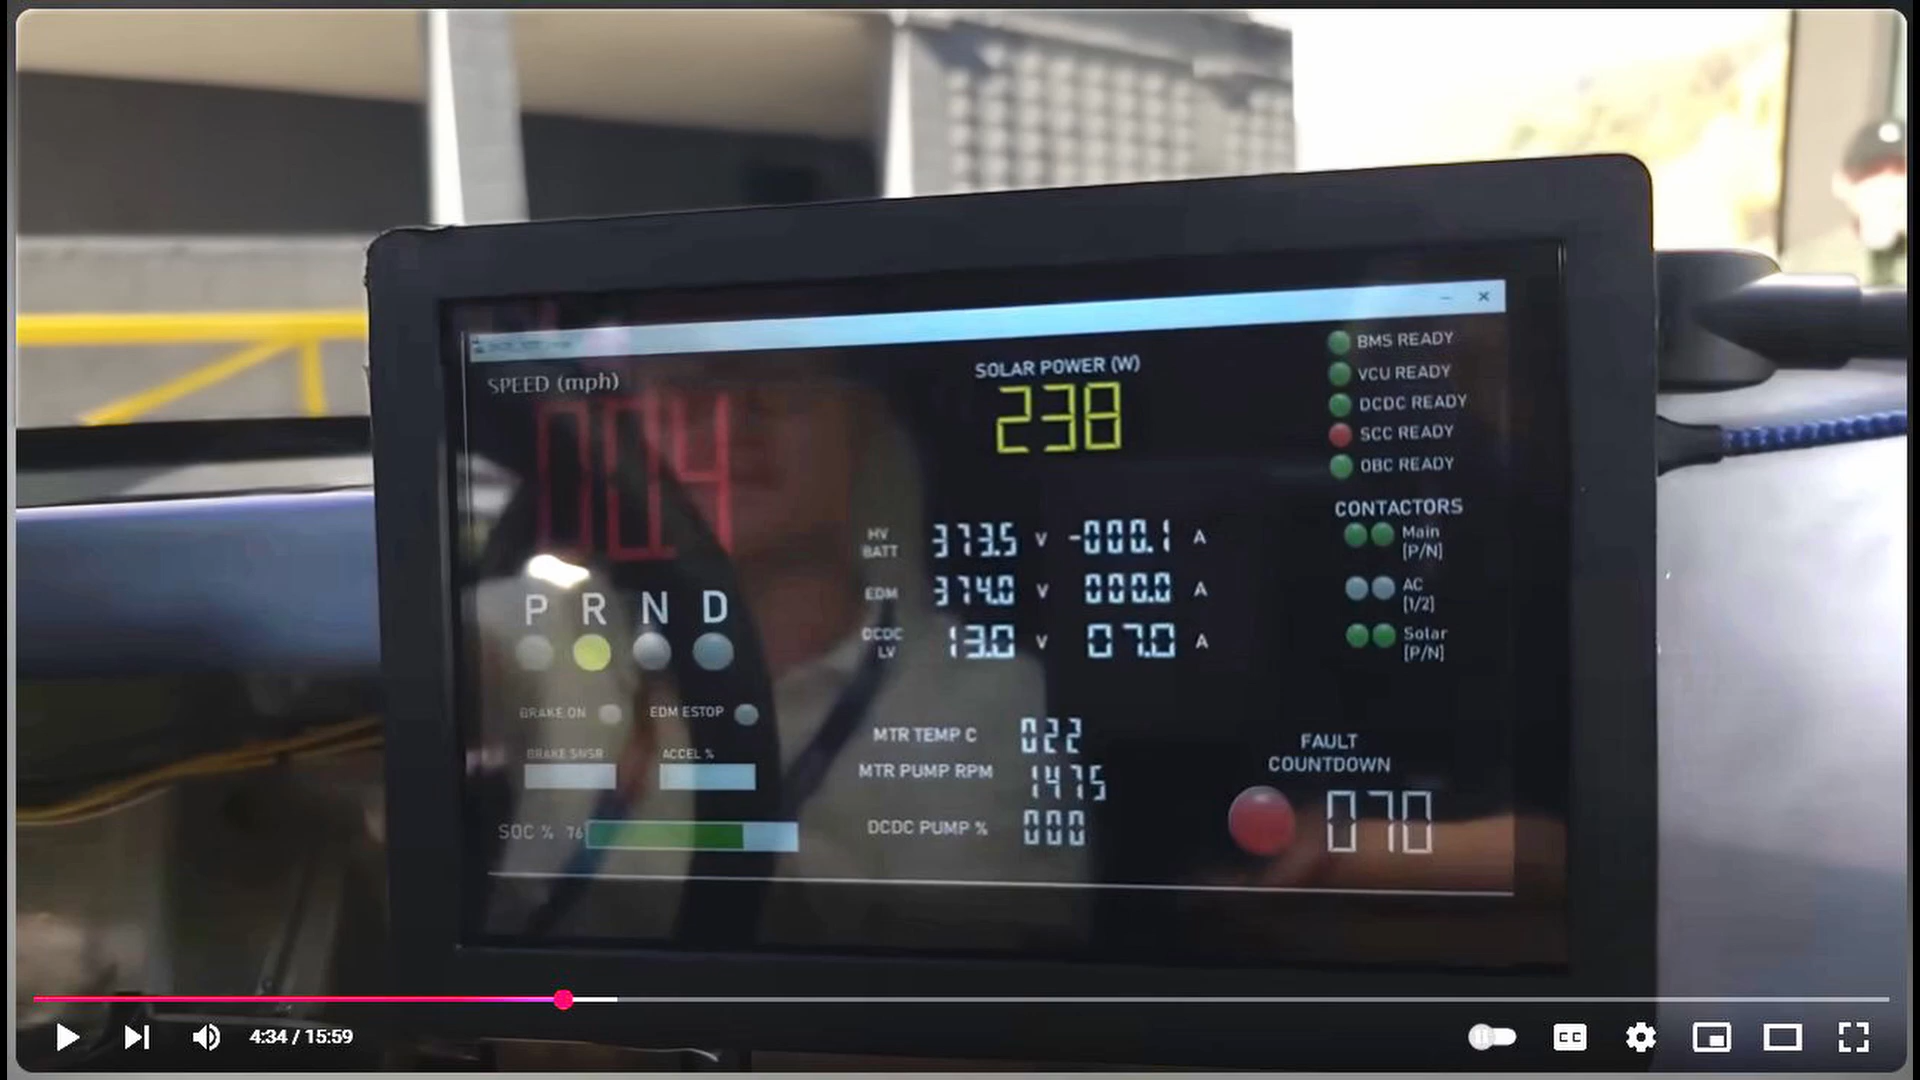 SPEED (mph)
004
P R N D
BRAKE ON
EDM ESTOP
BRAKE SNSR
ACCEL %
SOC % 76
SOLAR POWER (W)
238
HV BATT 373.5 V -000.1 A
EDM 374.0 V 000.0 A
DCDC LV 13.0 V 07.0 A
MTR TEMP C 022
MTR PUMP RPM 1475
DCDC PUMP % 000
BMS READY
VCU READY
DCDC READY
SCC READY
OBC READY
CONTACTORS
Main
[P/N]
AC
[1/2]
Solar
[P/N]
FAULT
COUNTDOWN
070
4:34 / 15:59
CC